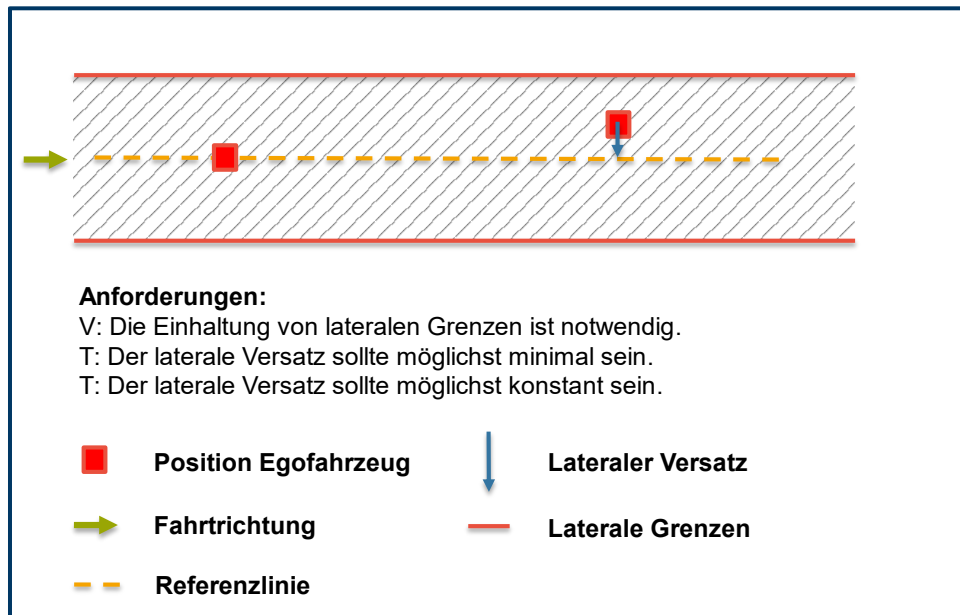 Anforderungen:
V: Die Einhaltung von lateralen Grenzen ist notwendig.
T: Der laterale Versatz sollte möglichst minimal sein.
T: Der laterale Versatz sollte möglichst konstant sein.
Position Egofahrzeug
Lateraler Versatz
Fahrtrichtung
Laterale Grenzen
Referenzlinie